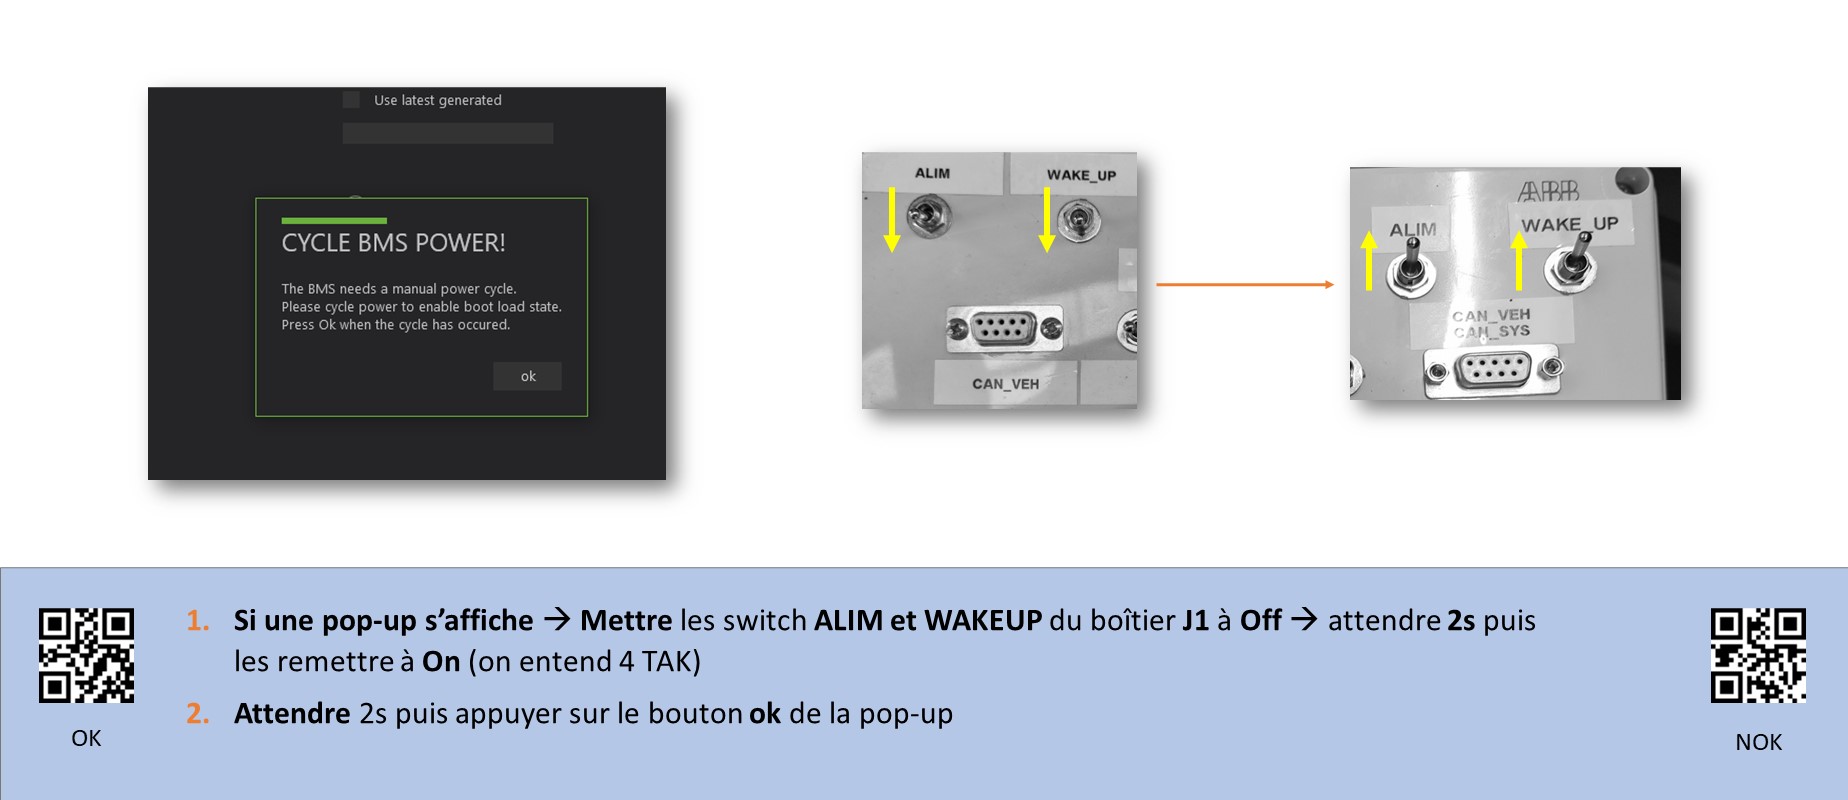 Use latest generated
CYCLE BMS POWER!
The BMS needs a manual power cycle.
Please cycle power to enable boot load state.
Press Ok when the cycle has occured.
ok
ALIM
WAKE_UP
CAN_VEH
ABB
ALIM
WAKE_UP
CAN_VEH
CAN_SYS
1. Si une pop-up s’affiche → Mettre les switch ALIM et WAKEUP du boîtier J1 à Off → attendre 2s puis
les remettre à On (on entend 4 TAK)
2. Attendre 2s puis appuyer sur le bouton ok de la pop-up
OK
NOK